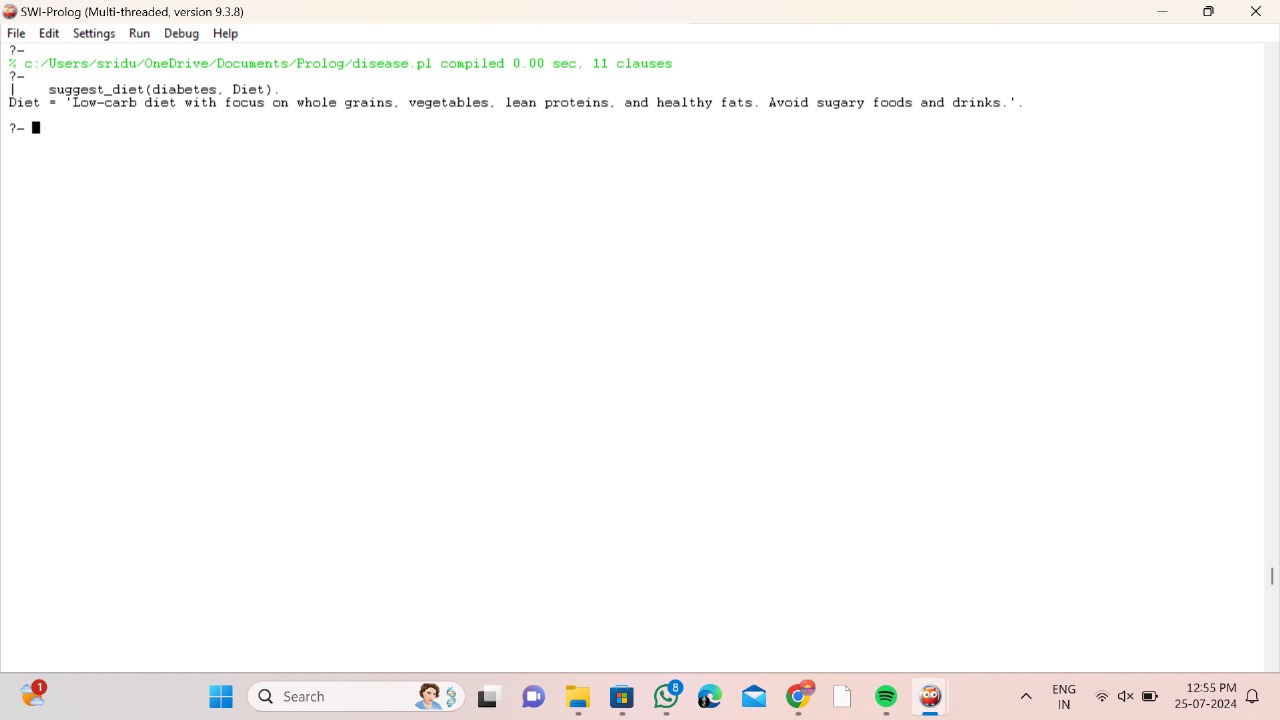 SWI-Prolog (Multi-threaded, version 9.3.8)
File Edit Settings Run Debug Help
?-
% c:/Users/sridu/OneDrive/Documents/Prolog/disease.pl compiled 0.00 sec, 11 clauses
?-
| suggest_diet(diabetes, Diet).
Diet = 'Low-carb diet with focus on whole grains, vegetables, lean proteins, and healthy fats. Avoid sugary foods and drinks.'.
?-
1
Search
8
ENG
IN
12:55 PM
25-07-2024